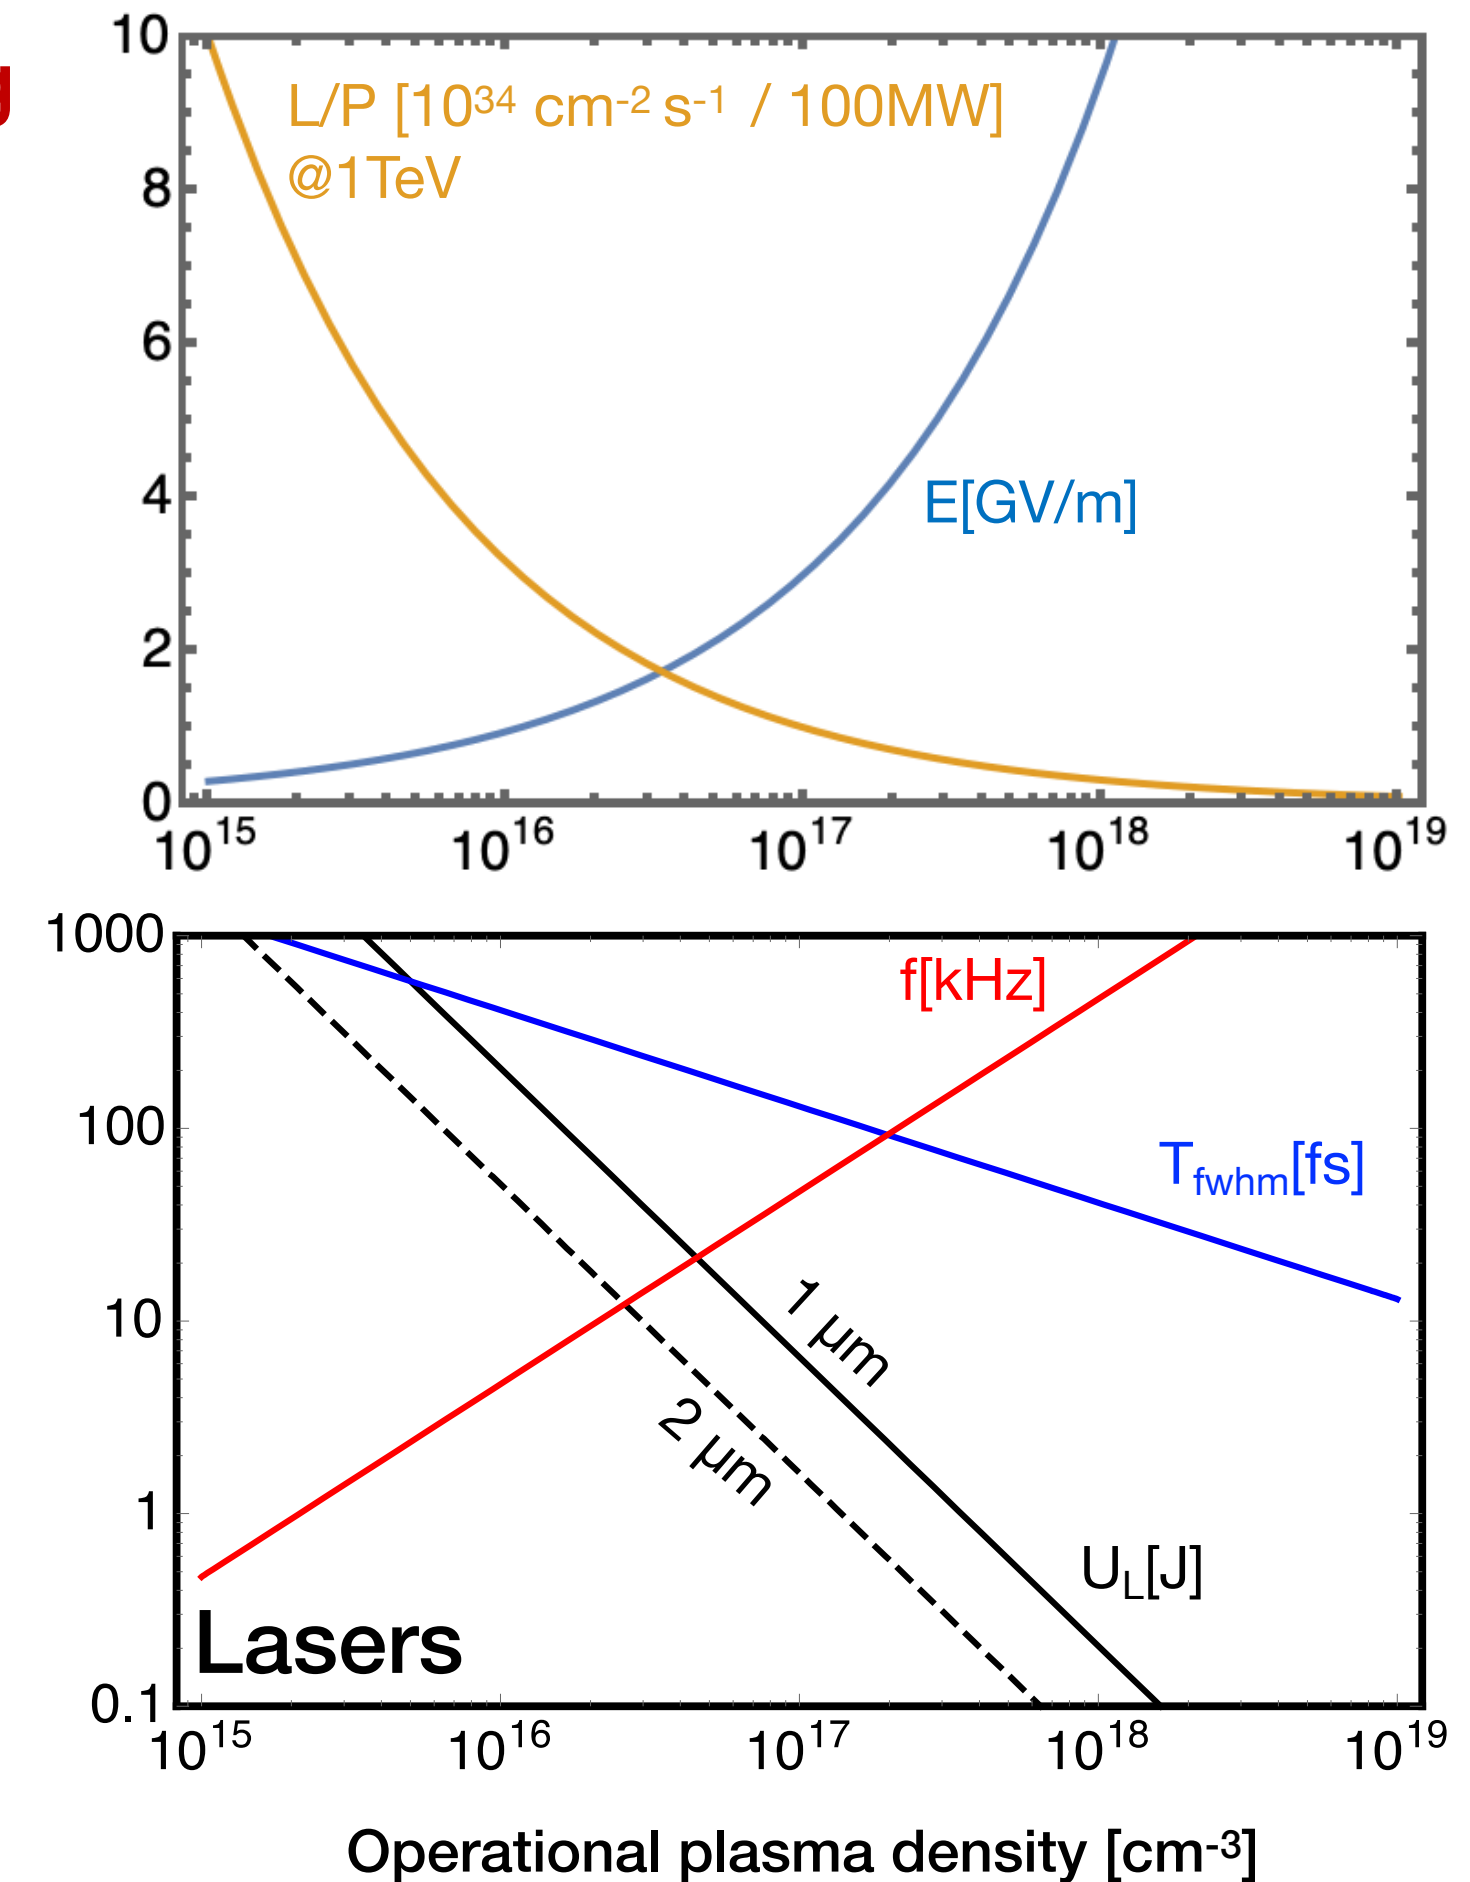 g
10
L/P [10³⁴ cm⁻² s⁻¹ / 100MW]
@1TeV
8
6
4
E[GV/m]
2
0
10¹⁵ 10¹⁶ 10¹⁷ 10¹⁸ 10¹⁹
1000
f[kHz]
100
T_fwhm[fs]
10
1 µm
2 µm
1
U_L[J]
Lasers
0.1
10¹⁵ 10¹⁶ 10¹⁷ 10¹⁸ 10¹⁹
Operational plasma density [cm⁻³]